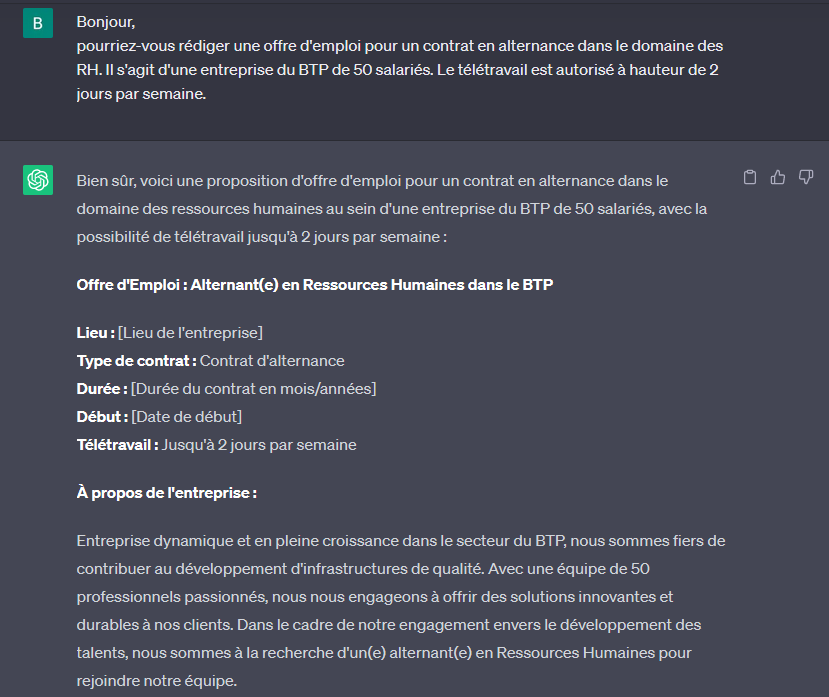 B
Bonjour,
pourriez-vous rédiger une offre d'emploi pour un contrat en alternance dans le domaine des
RH. Il s'agit d'une entreprise du BTP de 50 salariés. Le télétravail est autorisé à hauteur de 2
jours par semaine.
Bien sûr, voici une proposition d'offre d'emploi pour un contrat en alternance dans le
domaine des ressources humaines au sein d'une entreprise du BTP de 50 salariés, avec la
possibilité de télétravail jusqu'à 2 jours par semaine :
Offre d'Emploi : Alternant(e) en Ressources Humaines dans le BTP
Lieu : [Lieu de l'entreprise]
Type de contrat : Contrat d'alternance
Durée : [Durée du contrat en mois/années]
Début : [Date de début]
Télétravail : Jusqu'à 2 jours par semaine
À propos de l'entreprise :
Entreprise dynamique et en pleine croissance dans le secteur du BTP, nous sommes fiers de
contribuer au développement d'infrastructures de qualité. Avec une équipe de 50
professionnels passionnés, nous nous engageons à offrir des solutions innovantes et
durables à nos clients. Dans le cadre de notre engagement envers le développement des
talents, nous sommes à la recherche d'un(e) alternant(e) en Ressources Humaines pour
rejoindre notre équipe.